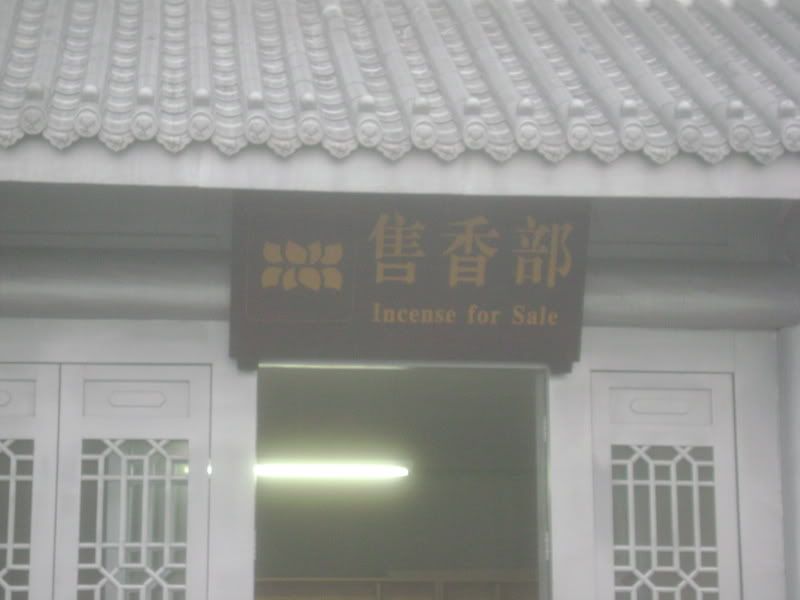 售香部
Incense for Sale